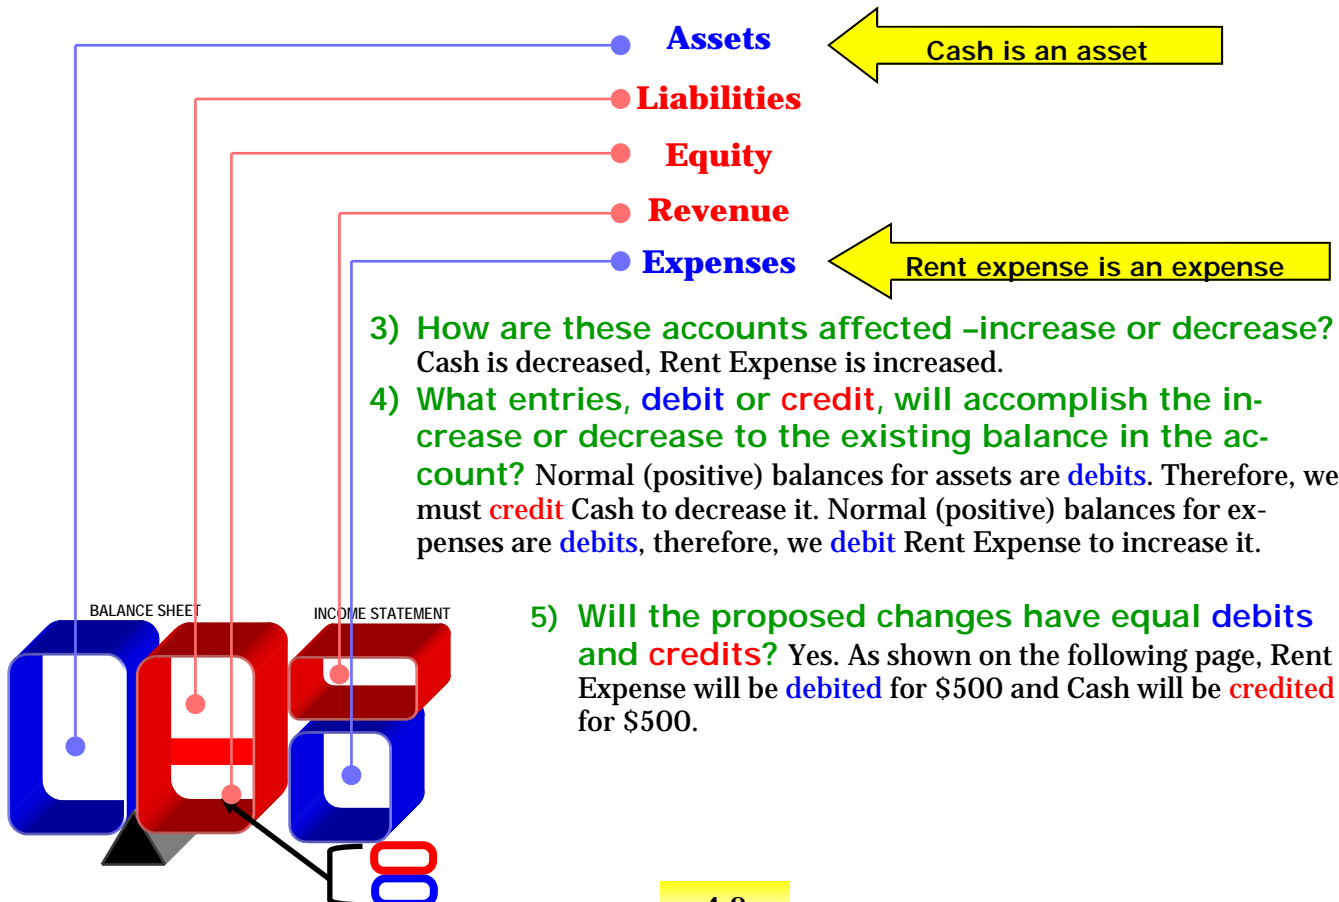 Assets
Cash is an asset
Liabilities
Equity
Revenue
Expenses
Rent expense is an expense
3) How are these accounts affected –increase or decrease?
Cash is decreased, Rent Expense is increased.
4) What entries, debit or credit, will accomplish the in-
crease or decrease to the existing balance in the ac-
count? Normal (positive) balances for assets are debits. Therefore, we
must credit Cash to decrease it. Normal (positive) balances for ex-
penses are debits, therefore, we debit Rent Expense to increase it.
BALANCE SHEET
INCOME STATEMENT
5) Will the proposed changes have equal debits
and credits? Yes. As shown on the following page, Rent
Expense will be debited for $500 and Cash will be credited
for $500.